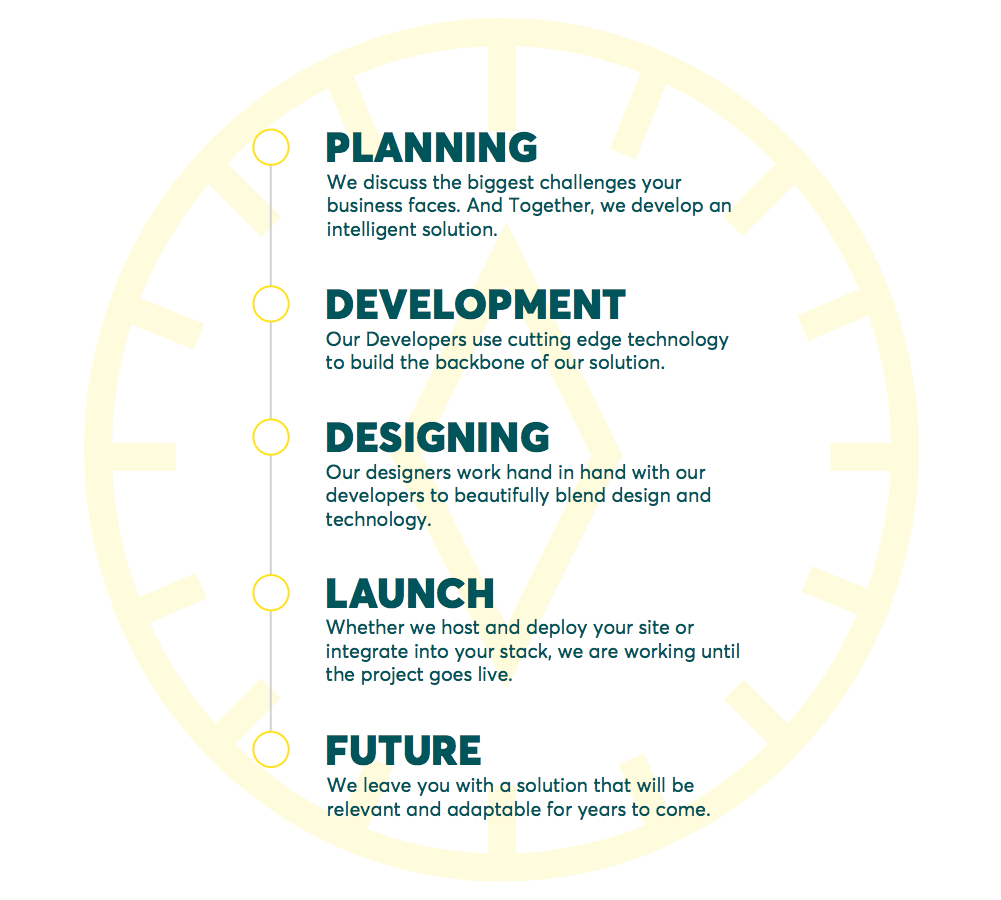 PLANNING
We discuss the biggest challenges your
business faces. And Together, we develop an
intelligent solution.
DEVELOPMENT
Our Developers use cutting edge technology
to build the backbone of our solution.
DESIGNING
Our designers work hand in hand with our
developers to beautifully blend design and
technology.
LAUNCH
Whether we host and deploy your site or
integrate into your stack, we are working until
the project goes live.
FUTURE
We leave you with a solution that will be
relevant and adaptable for years to come.